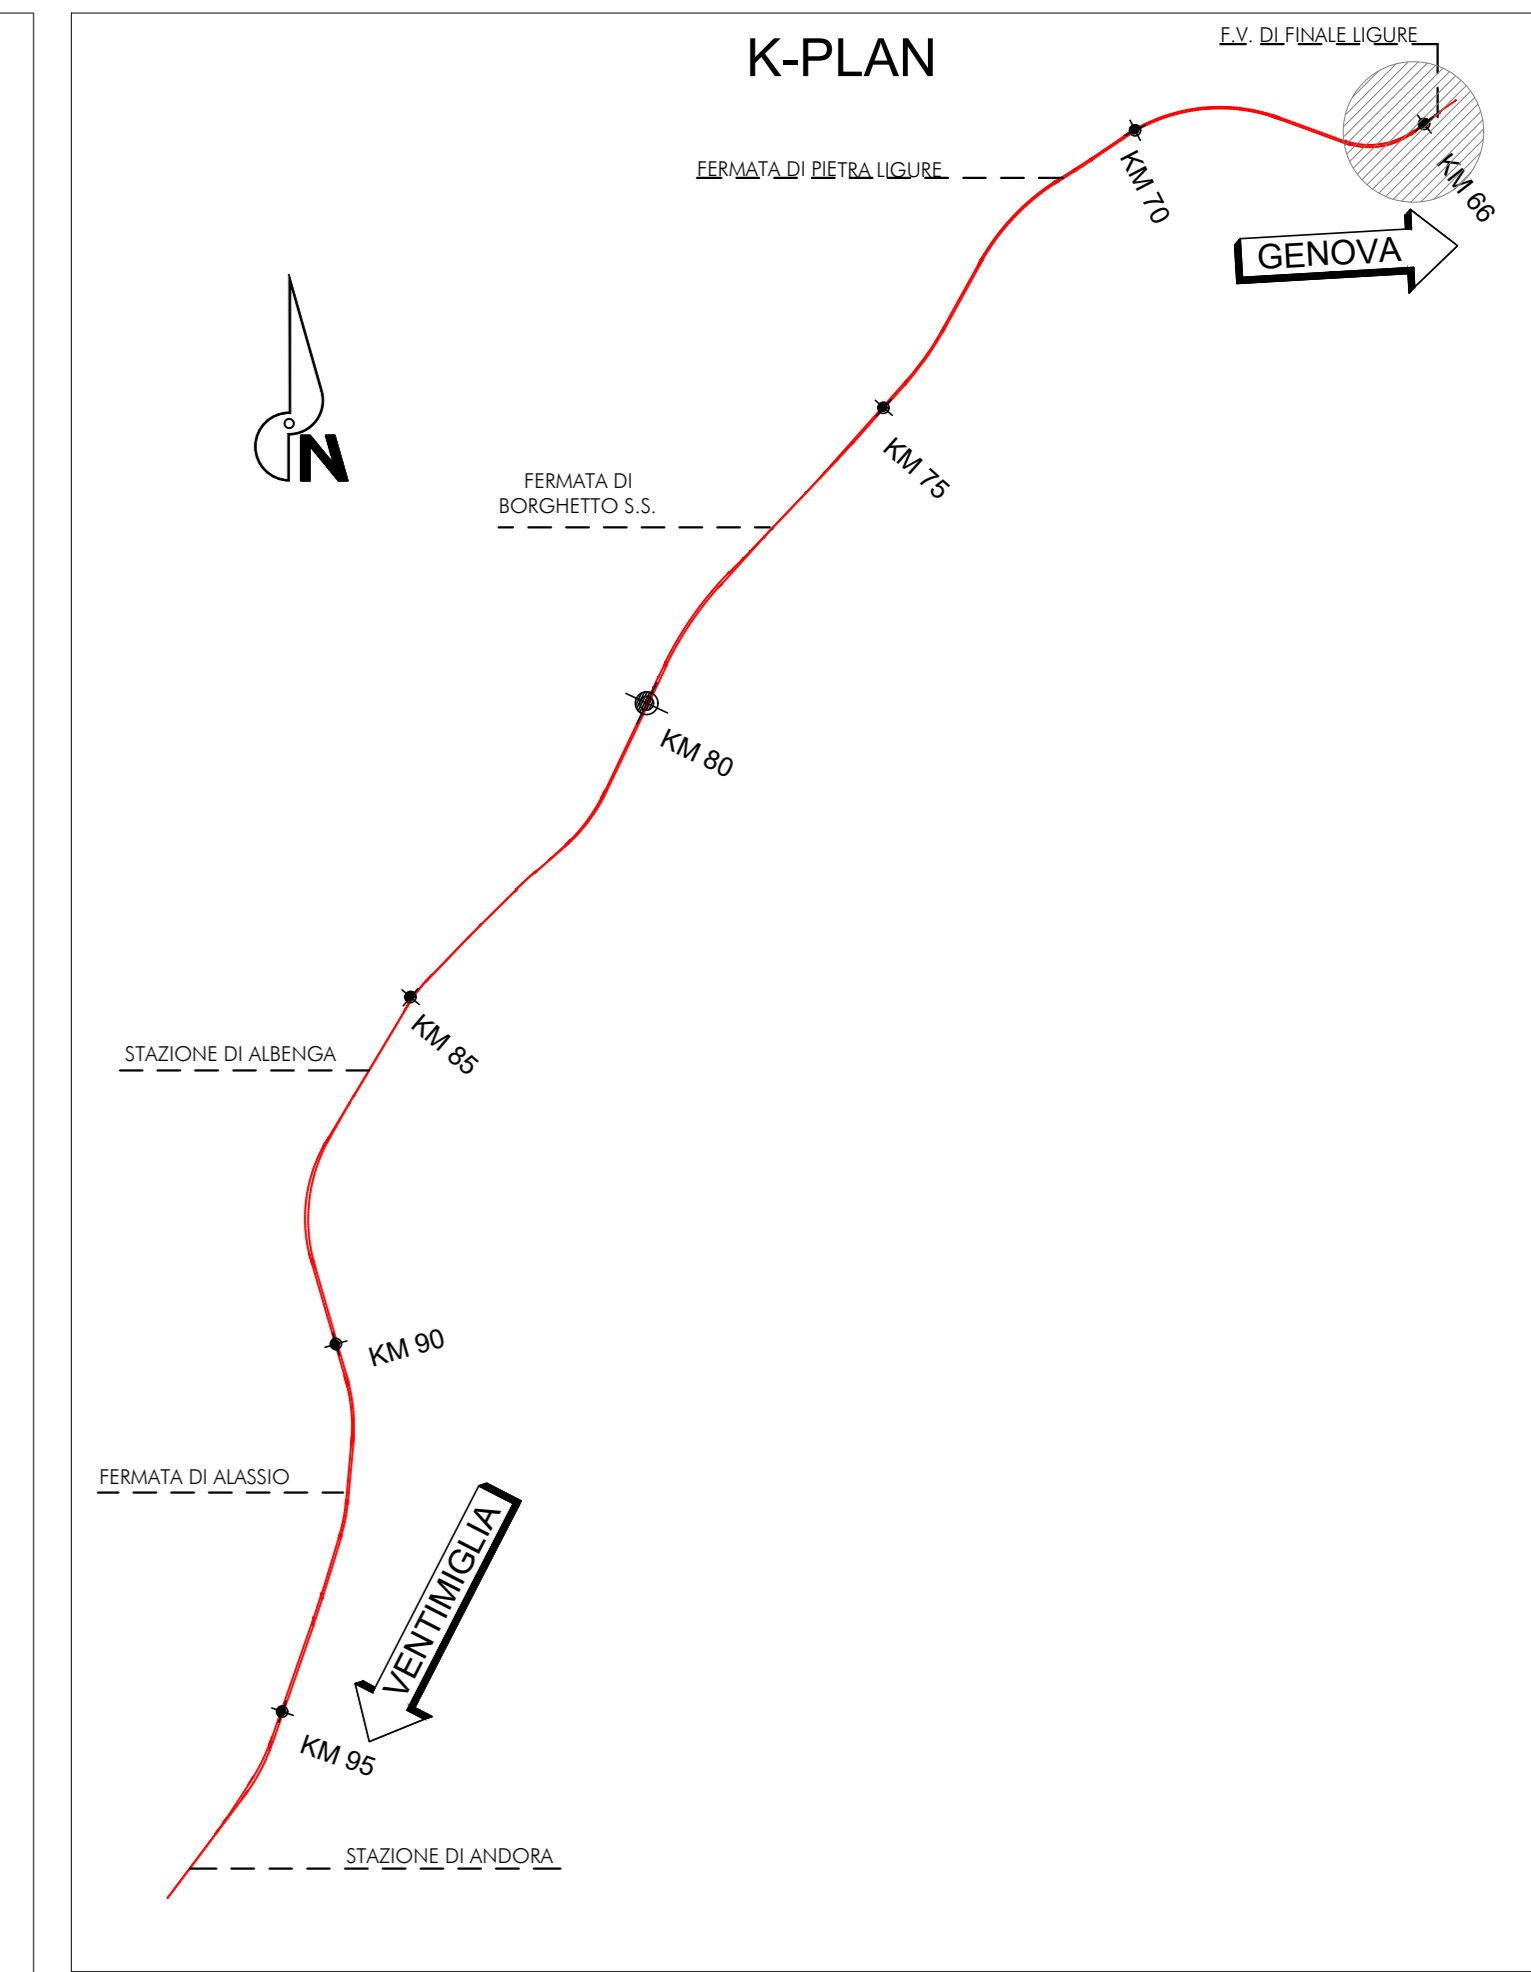 K-PLAN
F.V. DI FINALE LIGURE
FERMATA DI PIETRA LIGURE
KM 70
KM 66
GENOVA
N
KM 75
FERMATA DI
BORGHETTO S.S.
KM 80
STAZIONE DI ALBENGA
KM 85
KM 90
FERMATA DI ALASSIO
VENTIMIGLIA
KM 95
STAZIONE DI ANDORA